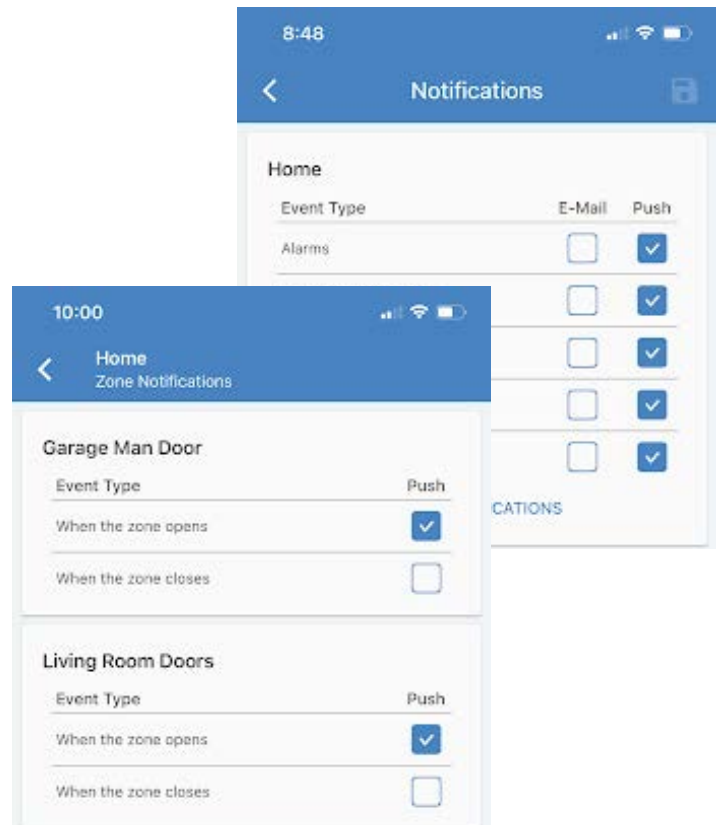 8:48
Notifications
Home
Event Type E-Mail Push
Alarms
CATIONS
10:00
Home
Zone Notifications
Garage Man Door
Event Type Push
When the zone opens
When the zone closes
Living Room Doors
Event Type Push
When the zone opens
When the zone closes